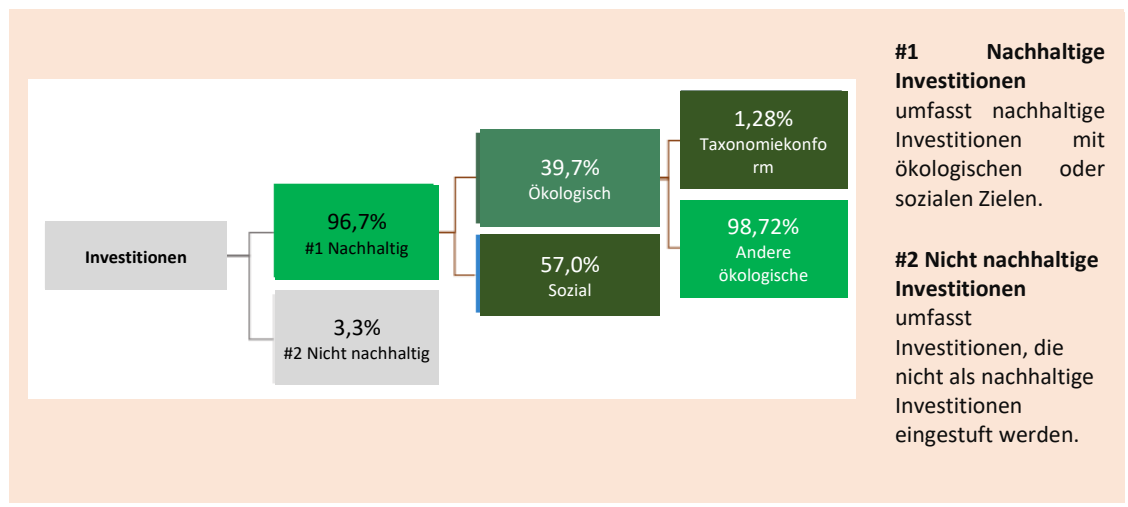 Investitionen
96,7%
#1 Nachhaltig
3,3%
#2 Nicht nachhaltig
39,7%
Ökologisch
57,0%
Sozial
1,28%
Taxonomiekonfo
rm
98,72%
Andere
ökologische
#1 Nachhaltige
Investitionen
umfasst nachhaltige
Investitionen mit
ökologischen oder
sozialen Zielen.
#2 Nicht nachhaltige
Investitionen
umfasst
Investitionen, die
nicht als nachhaltige
Investitionen
eingestuft werden.